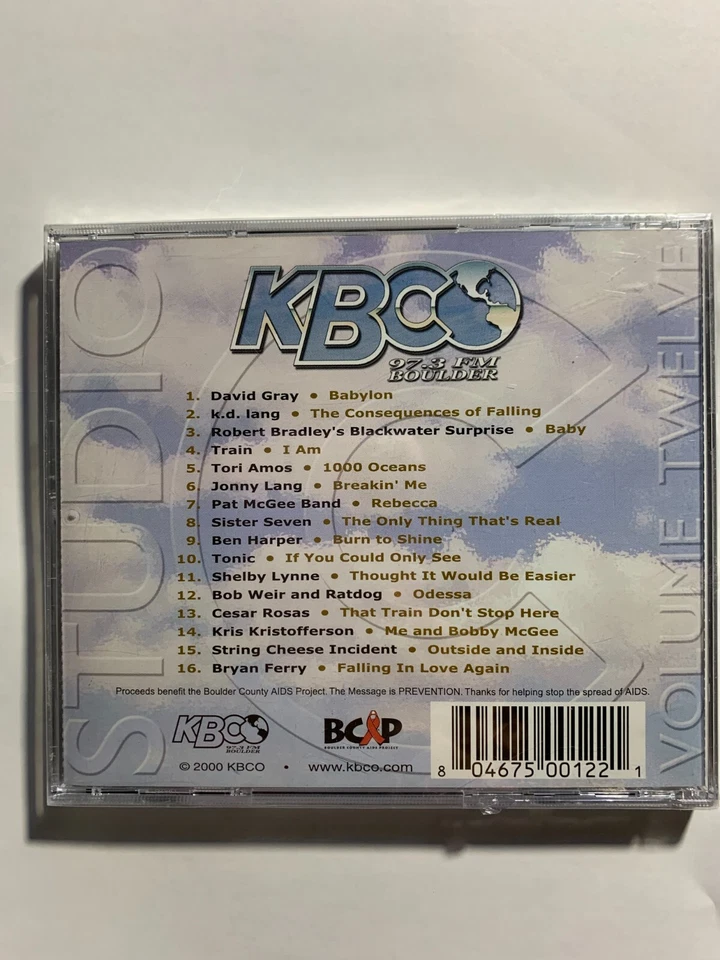 STUDIO C
VOLUME TWELVE
KBCO
97.3 FM
BOULDER
1. David Gray • Babylon
2. k.d. lang • The Consequences of Falling
3. Robert Bradley's Blackwater Surprise • Baby
4. Train • I Am
5. Tori Amos • 1000 Oceans
6. Jonny Lang • Breakin' Me
7. Pat McGee Band • Rebecca
8. Sister Seven • The Only Thing That's Real
9. Ben Harper • Burn to Shine
10. Tonic • If You Could Only See
11. Shelby Lynne • Thought It Would Be Easier
12. Bob Weir and Ratdog • Odessa
13. Cesar Rosas • That Train Don't Stop Here
14. Kris Kristofferson • Me and Bobby McGee
15. String Cheese Incident • Outside and Inside
16. Bryan Ferry • Falling In Love Again
Proceeds benefit the Boulder County AIDS Project. The Message is PREVENTION. Thanks for helping stop the spread of AIDS.
KBCO
97.3 FM
BOULDER
BCAP
BOULDER COUNTY AIDS PROJECT
© 2000 KBCO • www.kbco.com
8 04675 00122 1